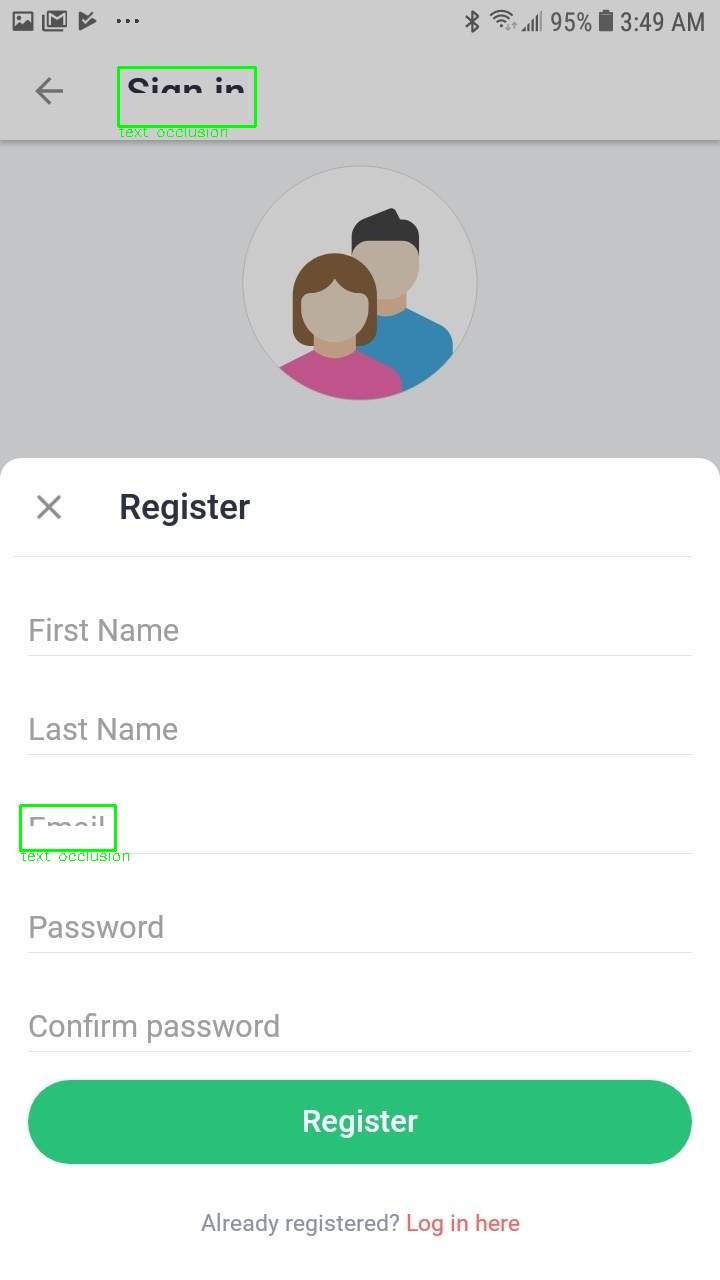 95% 3:49 AM
Sign in
text occlusion
Register
First Name
Last Name
Email
text occlusion
Password
Confirm password
Register
Already registered? Log in here